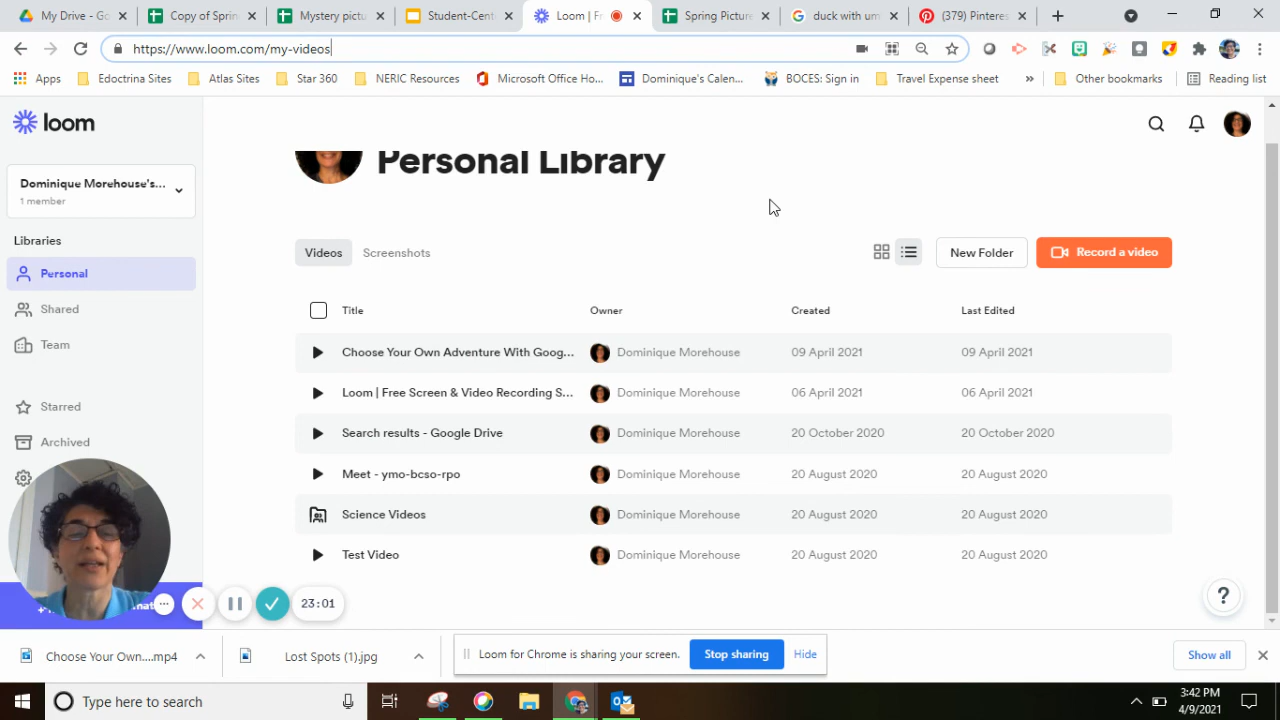 My Drive - Go
Copy of Sprin
Mystery pictu
Student-Cent
Loom | Fr
Spring Picture
duck with um
(379) Pinteres
https://www.loom.com/my-videos
Apps
Edoctrina Sites
Atlas Sites
Star 360
NERIC Resources
Microsoft Office Ho...
Dominique's Calen...
BOCES: Sign in
Travel Expense sheet
»
Other bookmarks
Reading list
loom
Personal Library
Dominique Morehouse's...
1 member
Libraries
Personal
Shared
Team
Starred
Archived
Videos
Screenshots
New Folder
Record a video
Title
Owner
Created
Last Edited
Choose Your Own Adventure With Goog...
Dominique Morehouse
09 April 2021
09 April 2021
Loom | Free Screen & Video Recording S...
Dominique Morehouse
06 April 2021
06 April 2021
Search results - Google Drive
Dominique Morehouse
20 October 2020
20 October 2020
Meet - ymo-bcso-rpo
Dominique Morehouse
20 August 2020
20 August 2020
Science Videos
Dominique Morehouse
20 August 2020
20 August 2020
Test Video
Dominique Morehouse
20 August 2020
20 August 2020
23:01
?
Choose Your Own....mp4
Lost Spots (1).jpg
Loom for Chrome is sharing your screen.
Stop sharing
Hide
Show all
Type here to search
3:42 PM
4/9/2021